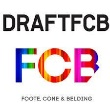 DRAFTFCB
FCB
FOOTE, CONE & BELDING